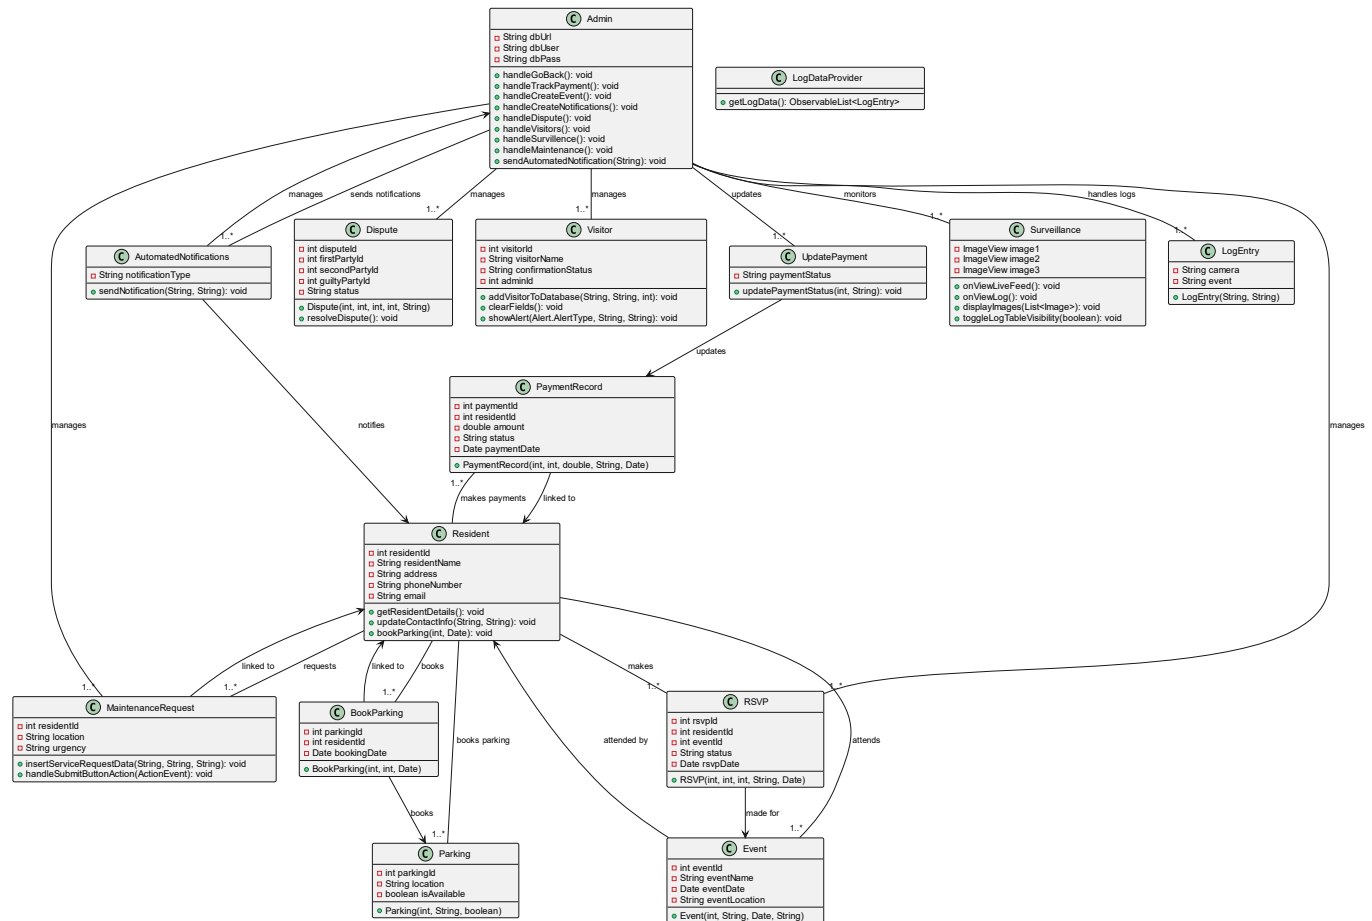 C Admin
String dbUrl
String dbUser
String dbPass
handleGoBack(): void
handleTrackPayment(): void
handleCreateEvent(): void
handleCreateNotifications(): void
handleDispute(): void
handleVisitors(): void
handleSurvillence(): void
handleMaintenance(): void
sendAutomatedNotification(String): void
C LogDataProvider
getLogData(): ObservableList<LogEntry>
manages
sends notifications
manages
manages
updates
monitors
handles logs
1..*
1..*
1..*
1..*
1..*
1..*
C AutomatedNotifications
String notificationType
sendNotification(String, String): void
C Dispute
int disputeId
int firstPartyId
int secondPartyId
int guiltyPartyId
String status
Dispute(int, int, int, int, String)
resolveDispute(): void
C Visitor
int visitorId
String visitorName
String confirmationStatus
int adminId
addVisitorToDatabase(String, String, int): void
clearFields(): void
showAlert(Alert.AlertType, String, String): void
C UpdatePayment
String paymentStatus
updatePaymentStatus(int, String): void
C Surveillance
ImageView image1
ImageView image2
ImageView image3
onViewLiveFeed(): void
onViewLog(): void
displayImages(List<Image>): void
toggleLogTableVisibility(boolean): void
C LogEntry
String camera
String event
LogEntry(String, String)
updates
C PaymentRecord
int paymentId
int residentId
double amount
String status
Date paymentDate
PaymentRecord(int, int, double, String, Date)
manages
notifies
manages
1..*
makes payments
linked to
C Resident
int residentId
String residentName
String address
String phoneNumber
String email
getResidentDetails(): void
updateContactInfo(String, String): void
bookParking(int, Date): void
linked to
requests
linked to
books
makes
1..*
1..*
1..*
1..*
1..*
C MaintenanceRequest
int residentId
String location
String urgency
insertServiceRequestData(String, String, String): void
handleSubmitButtonAction(ActionEvent): void
C BookParking
int parkingId
int residentId
Date bookingDate
BookParking(int, int, Date)
books parking
attended by
C RSVP
int rsvpId
int residentId
int eventId
String status
Date rsvpDate
RSVP(int, int, int, String, Date)
attends
books
made for
1..*
1..*
C Parking
int parkingId
String location
boolean isAvailable
Parking(int, String, boolean)
C Event
int eventId
String eventName
Date eventDate
String eventLocation
Event(int, String, Date, String)